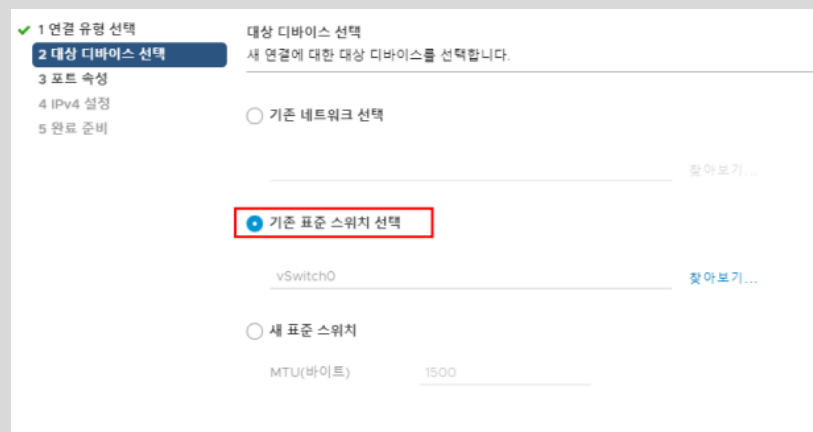 1 연결 유형 선택
2 대상 디바이스 선택
3 포트 속성
4 IPv4 설정
5 완료 준비
대상 디바이스 선택
새 연결에 대한 대상 디바이스를 선택합니다.
기존 네트워크 선택
찾아보기...
기존 표준 스위치 선택
vSwitch0
찾아보기...
새 표준 스위치
MTU(바이트) 1500